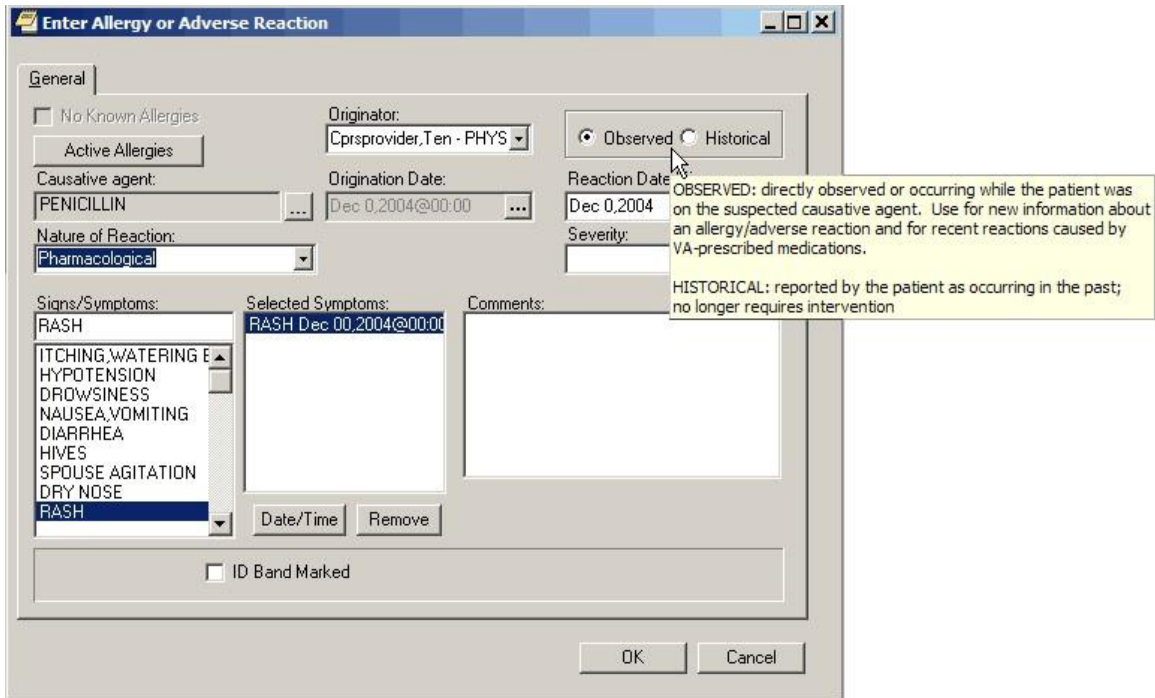 Enter Allergy or Adverse Reaction
General
No Known Allergies
Active Allergies
Originator:
Cprsprovider,Ten - PHYS
Observed
Historical
Causative agent:
PENICILLIN
...
Origination Date:
Dec 0,2004@00:00
...
Reaction Date
Dec 0,2004
Nature of Reaction:
Pharmacological
Severity:
OBSERVED: directly observed or occurring while the patient was
on the suspected causative agent. Use for new information about
an allergy/adverse reaction and for recent reactions caused by
VA-prescribed medications.
HISTORICAL: reported by the patient as occurring in the past;
no longer requires intervention
Signs/Symptoms:
RASH
ITCHING,WATERING E
HYPOTENSION
DROWSINESS
NAUSEA,VOMITING
DIARRHEA
HIVES
SPOUSE AGITATION
DRY NOSE
RASH
Selected Symptoms:
RASH Dec 00,2004@00:00
Date/Time
Remove
Comments:
ID Band Marked
OK
Cancel